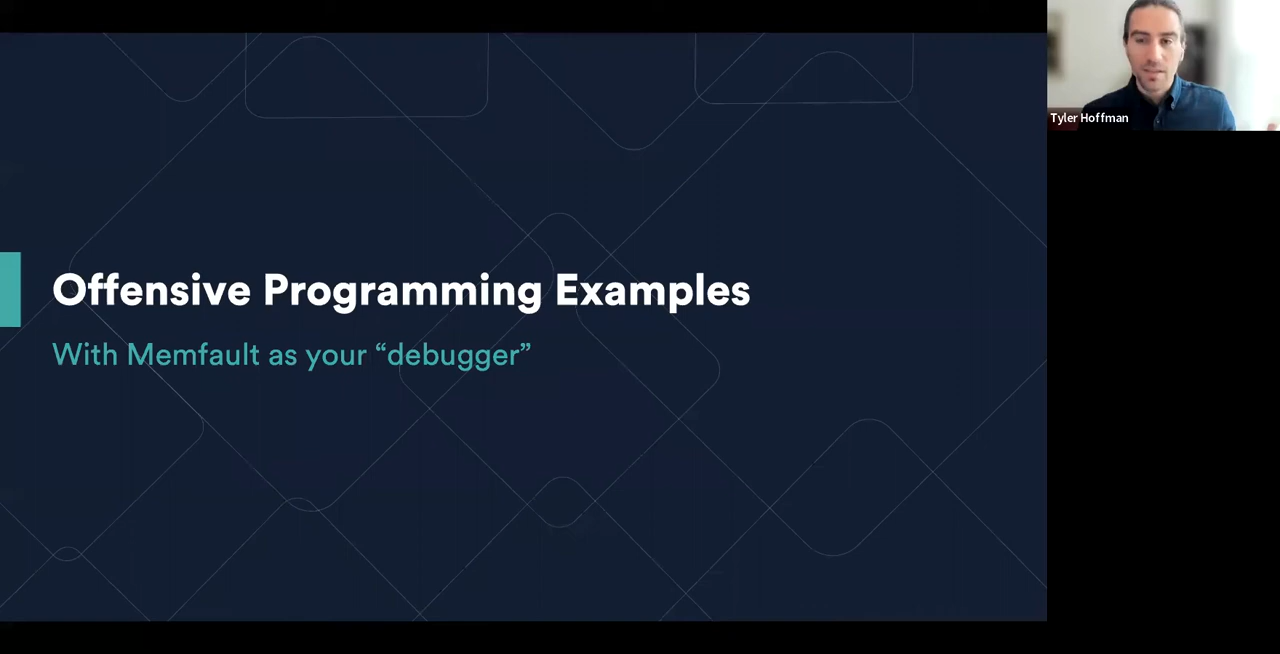 Offensive Programming Examples
With Memfault as your “debugger”
Tyler Hoffman